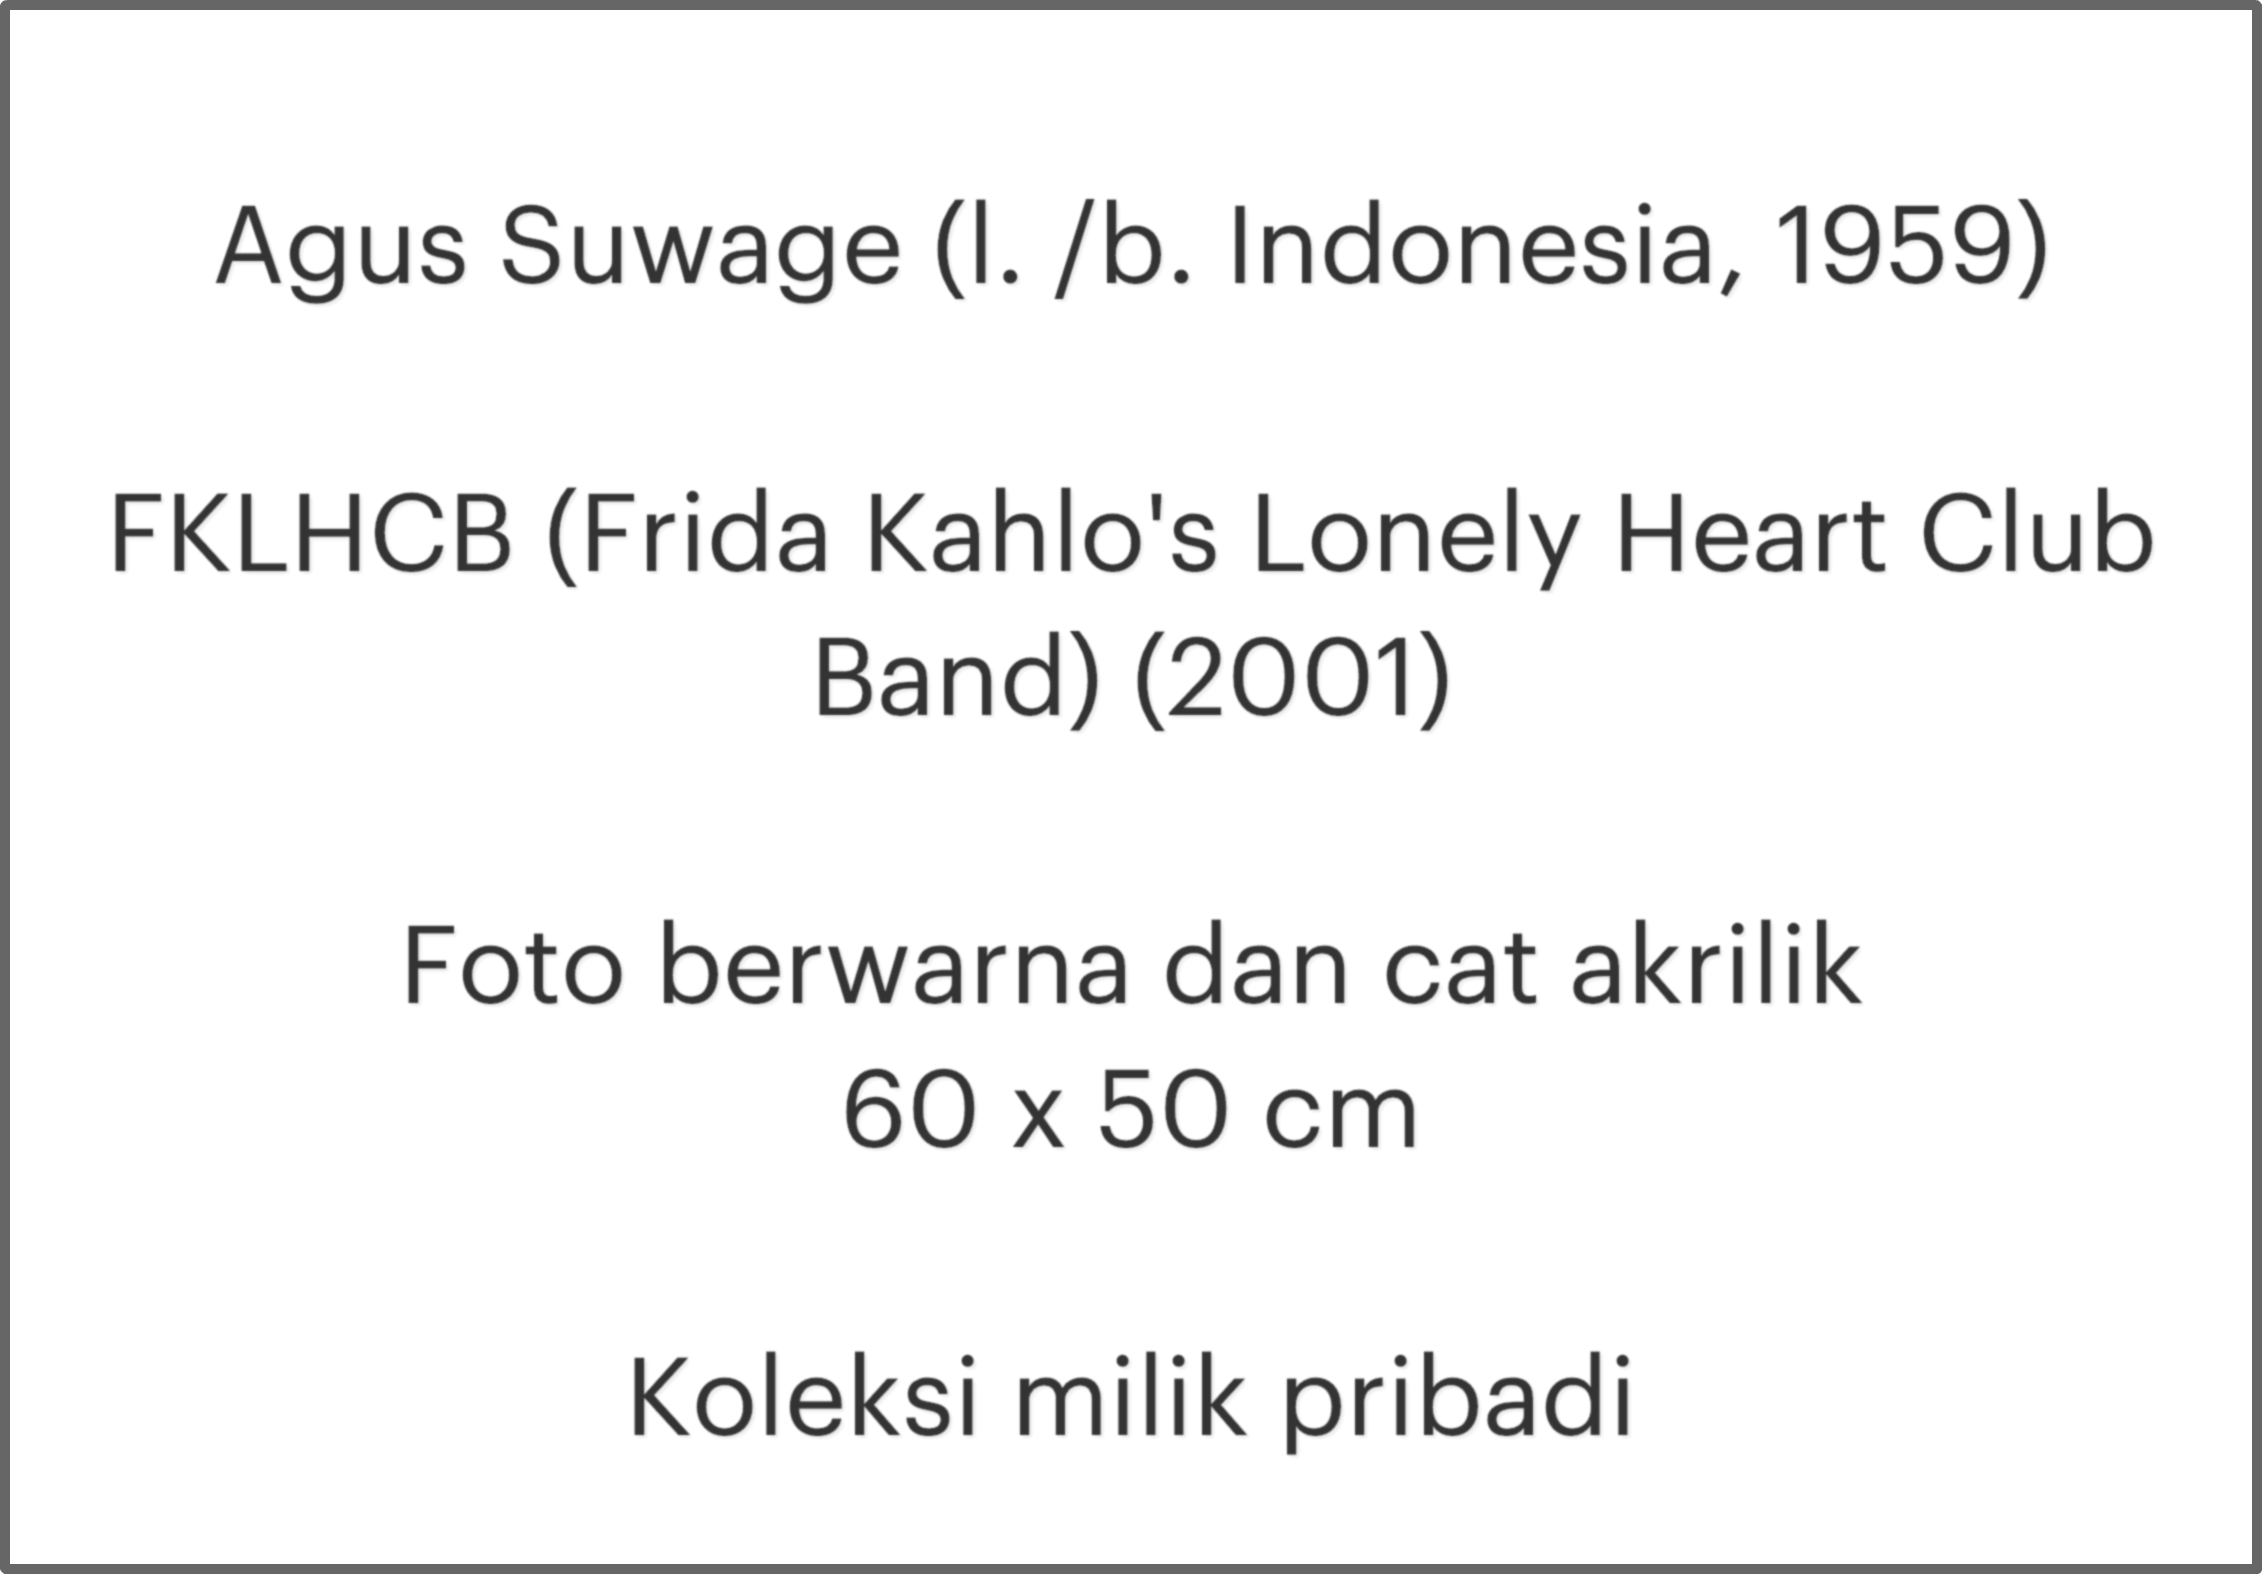 Agus Suwage (l. /b. Indonesia, 1959)
FKLHCB (Frida Kahlo's Lonely Heart Club
Band) (2001)
Foto berwarna dan cat akrilik
60 x 50 cm
Koleksi milik pribadi